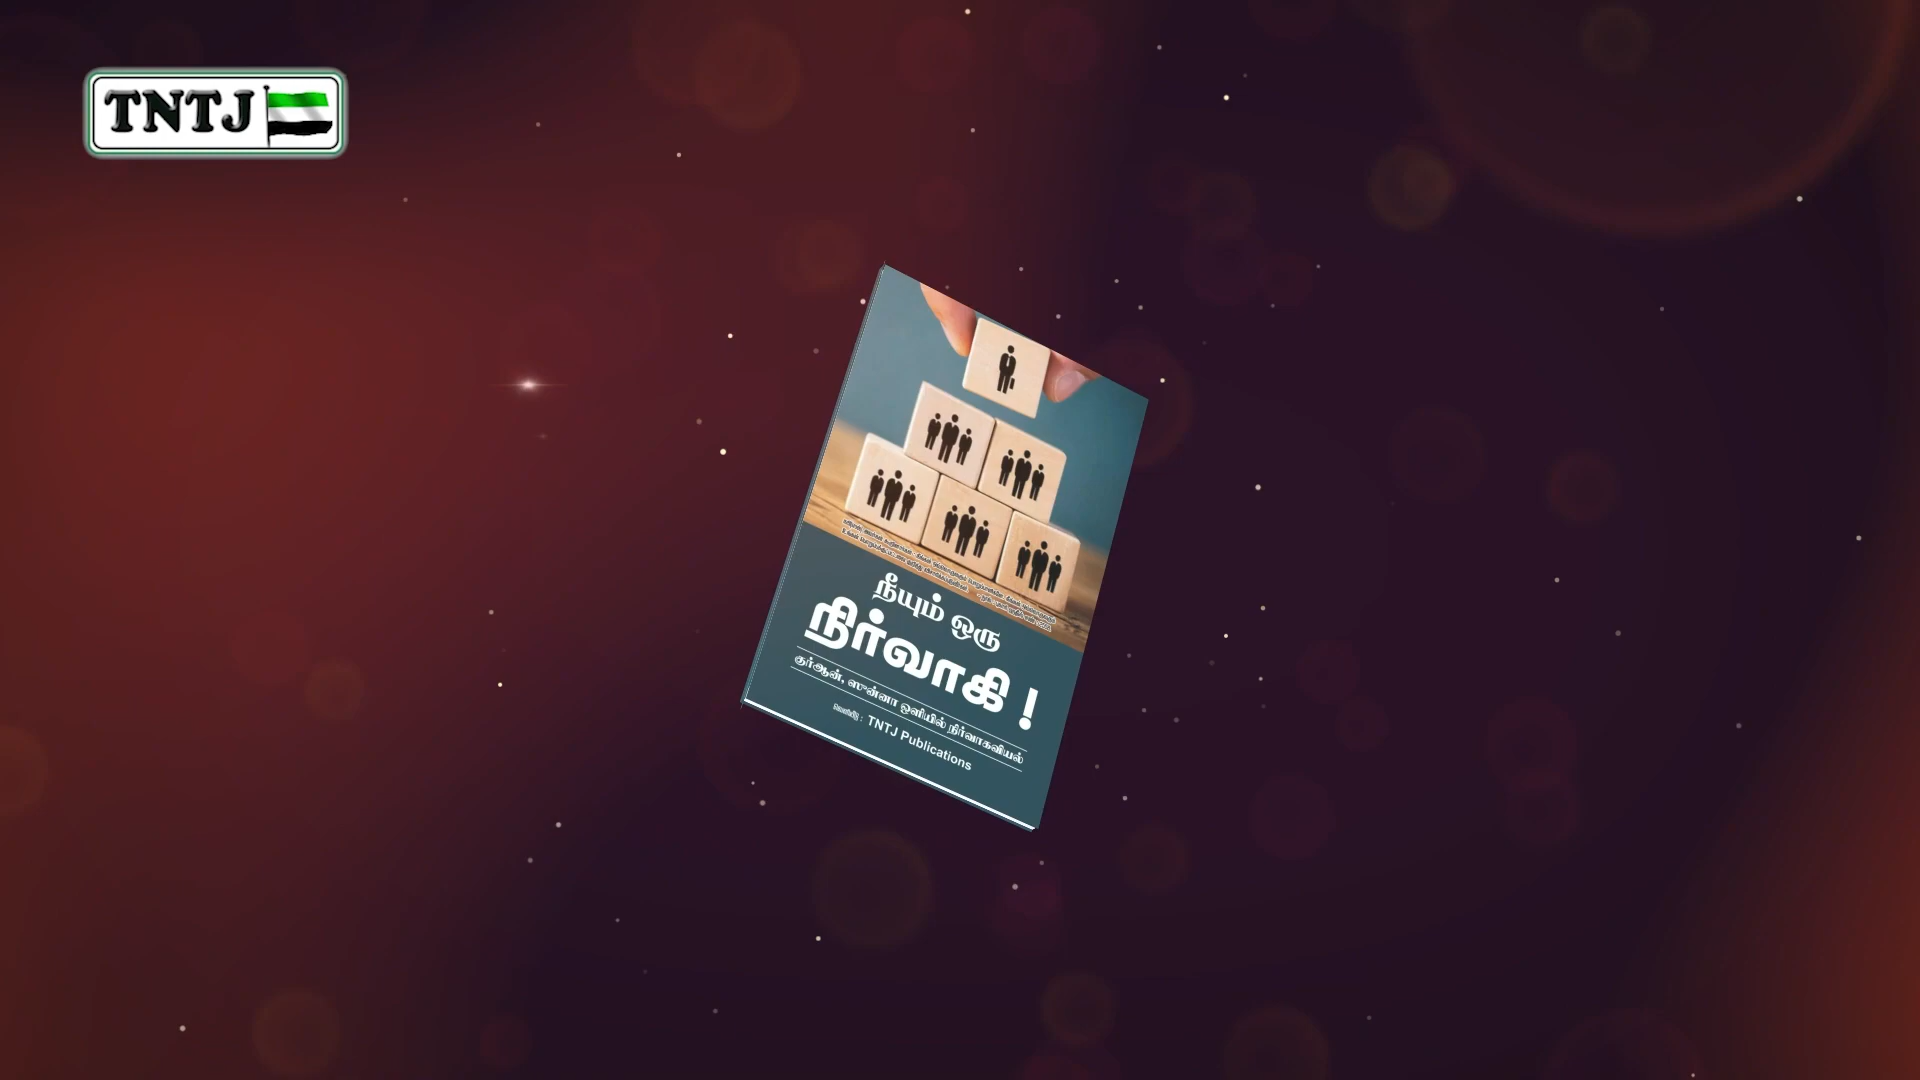 TNTJ
நீயும் ஒரு
நிர்வாகி !
குர்ஆன், ஸுன்னா ஒளியில் நிர்வாகவியல்
வெளியீடு : TNTJ Publications